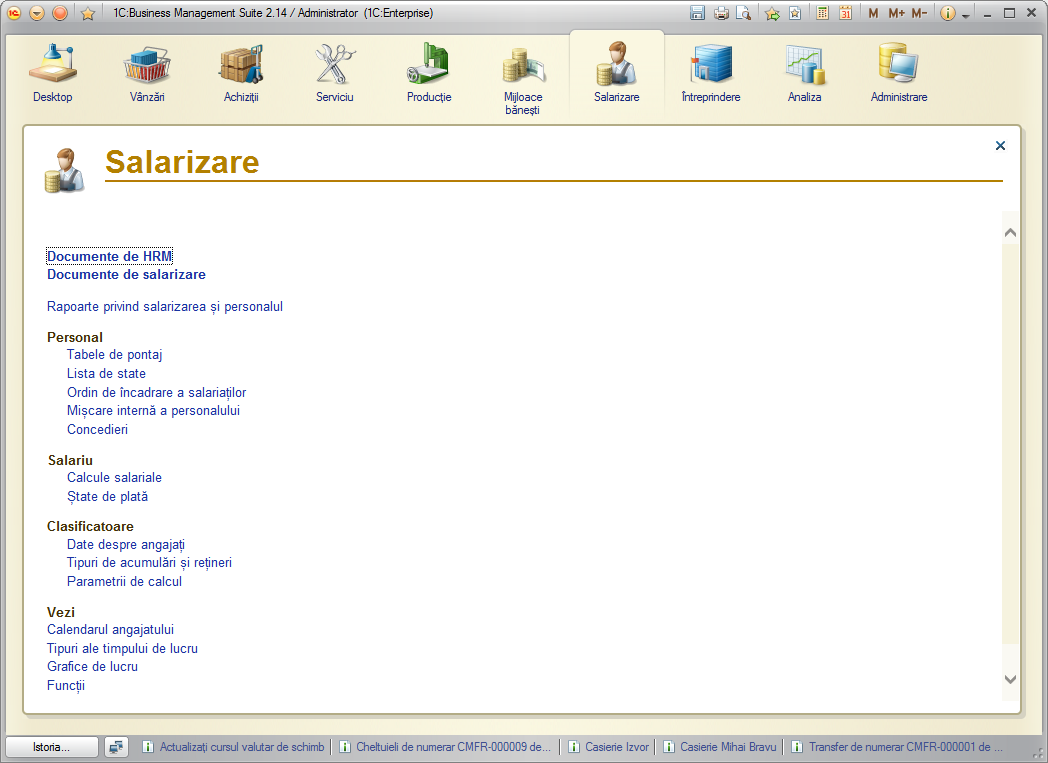 1C:Business Management Suite 2.14 / Administrator (1C:Enterprise)
M M+ M-
Desktop
Vânzări
Achiziții
Serviciu
Producție
Mijloace
bănești
Salarizare
Întreprindere
Analiza
Administrare
Salarizare
Documente de HRM
Documente de salarizare
Rapoarte privind salarizarea și personalul
Personal
Tabele de pontaj
Lista de state
Ordin de încadrare a salariaților
Mișcare internă a personalului
Concedieri
Salariu
Calcule salariale
Ștate de plată
Clasificatoare
Date despre angajați
Tipuri de acumulări și rețineri
Parametrii de calcul
Vezi
Calendarul angajatului
Tipuri ale timpului de lucru
Grafice de lucru
Funcții
Istoria...
Actualizați cursul valutar de schimb
Cheltuieli de numerar CMFR-000009 de...
Casierie Izvor
Casierie Mihai Bravu
Transfer de numerar CMFR-000001 de ...